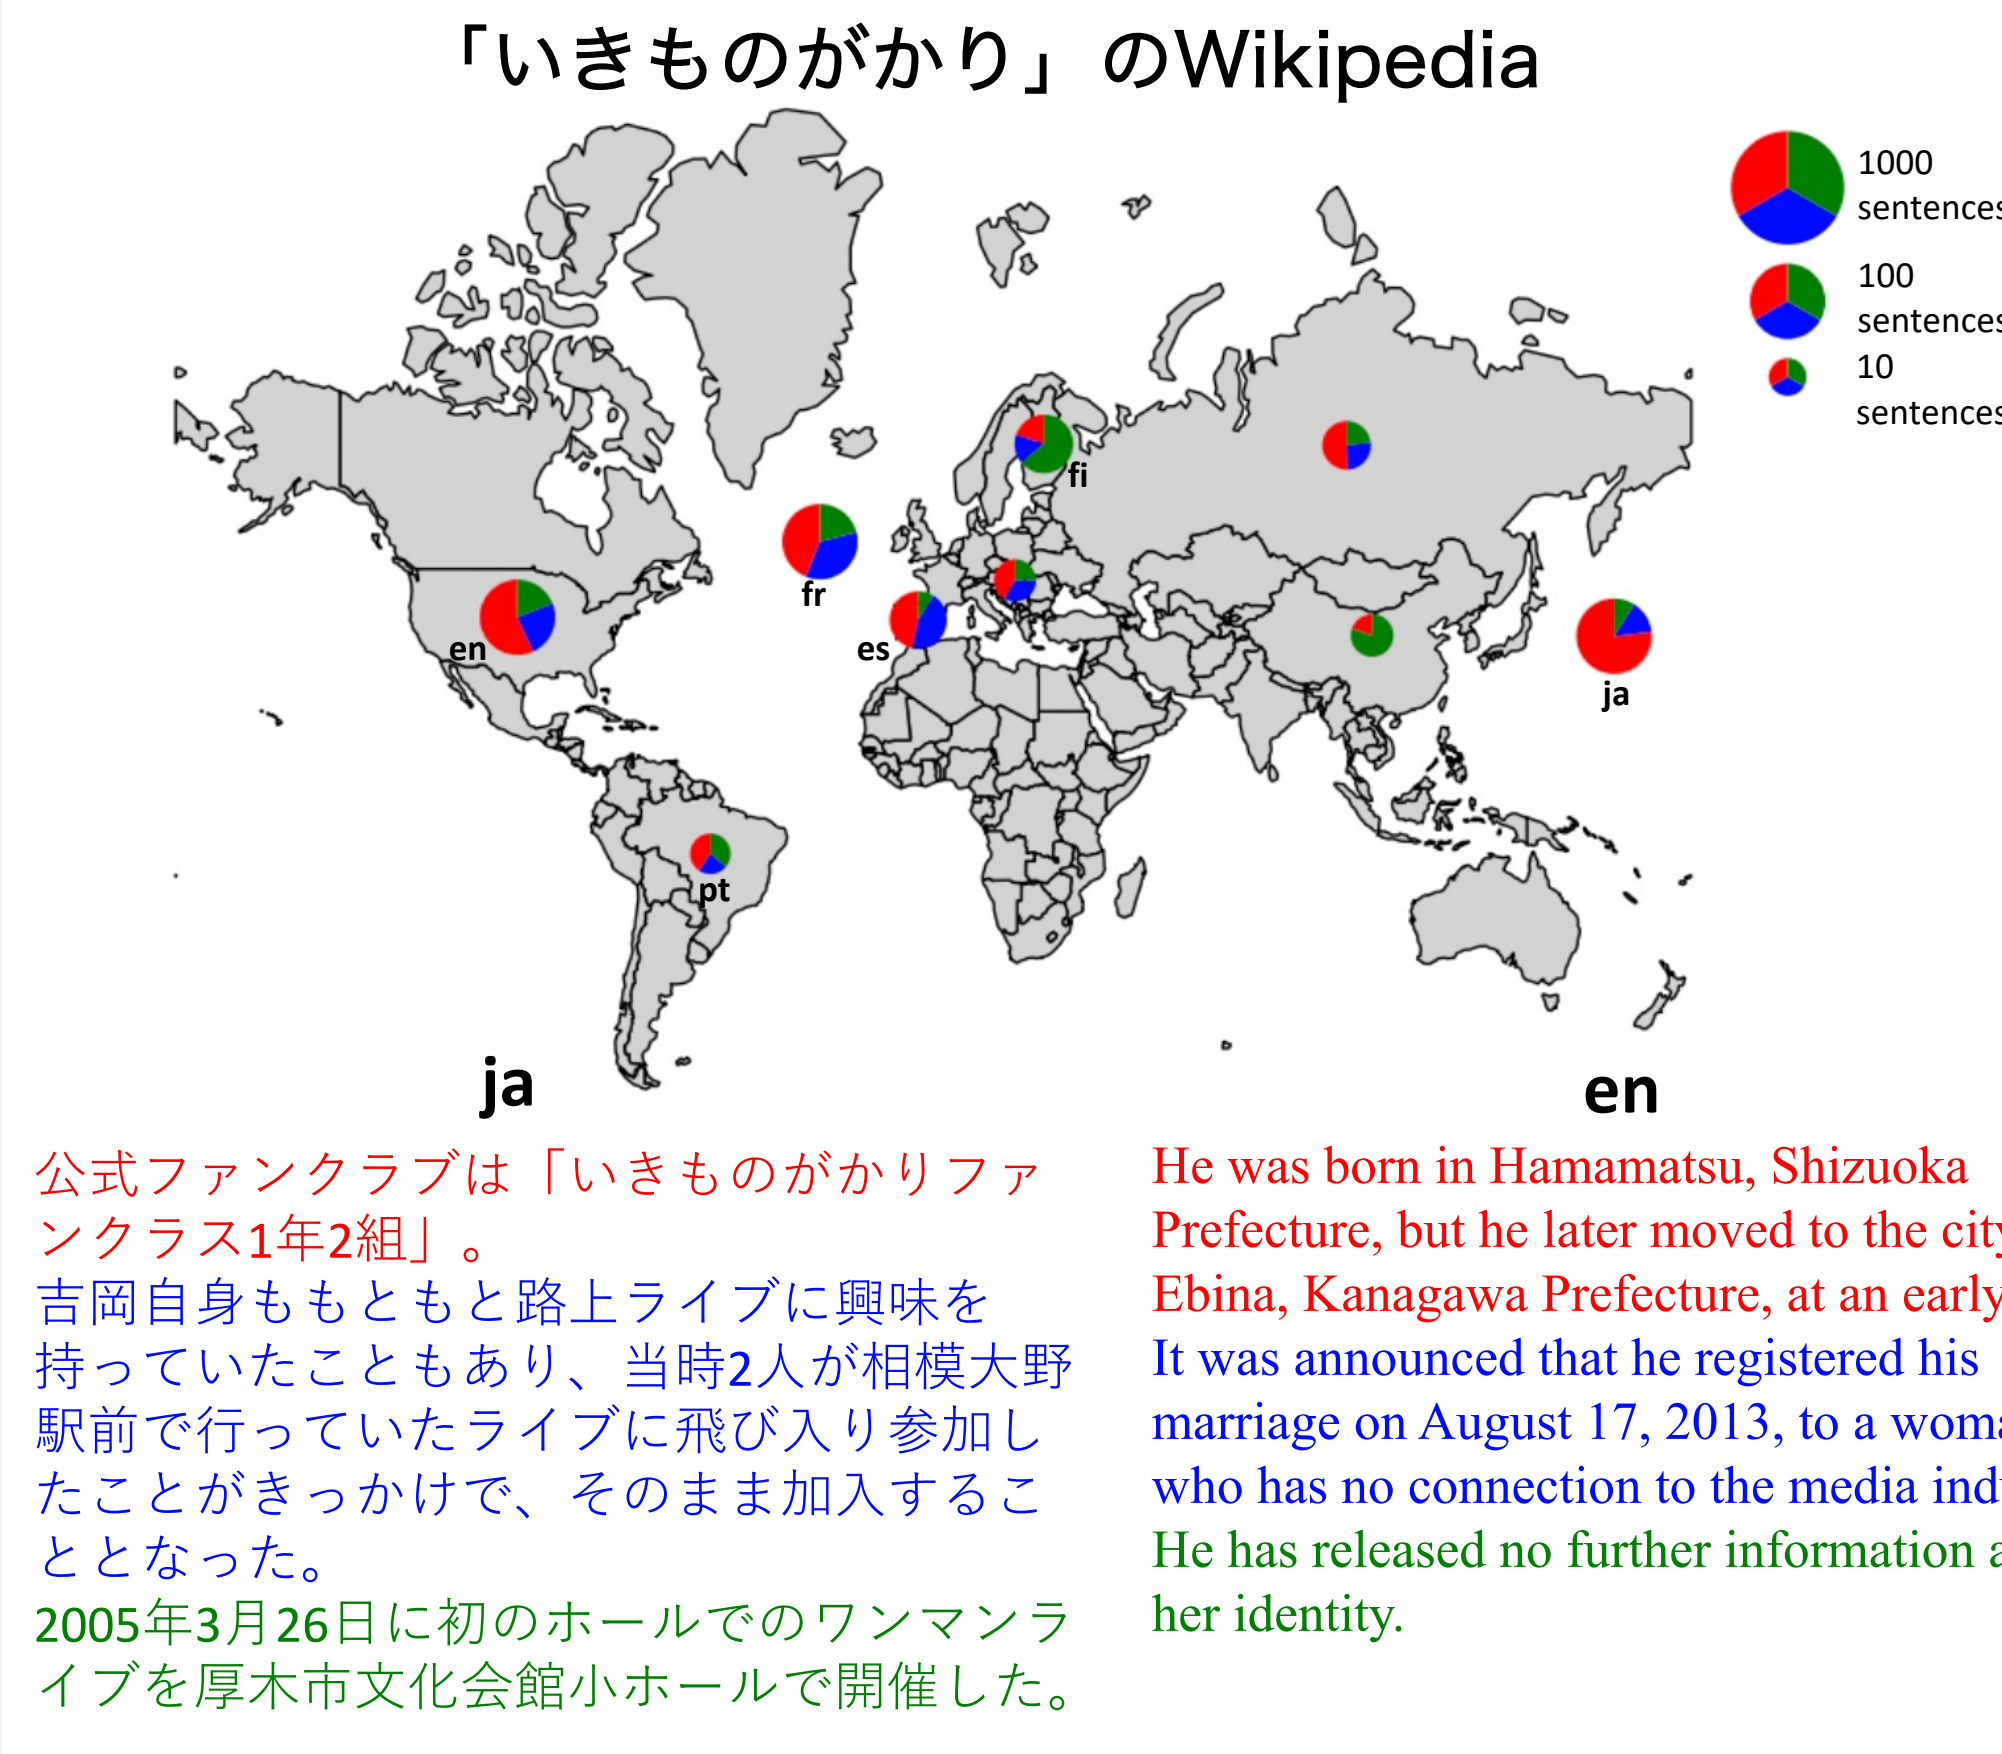 「いきものがかり」のWikipedia
1000
sentences
100
sentences
10
sentences
fi
fr
en
es
ja
pt
ja
公式ファンクラブは「いきものがかりファ
ンクラス1年2組」。
吉岡自身ももともと路上ライブに興味を
持っていたこともあり、当時2人が相模大野
駅前で行っていたライブに飛び入り参加し
たことがきっかけで、そのまま加入するこ
ととなった。
2005年3月26日に初のホールでのワンマンラ
イブを厚木市文化会館小ホールで開催した。
en
He was born in Hamamatsu, Shizuoka
Prefecture, but he later moved to the city
Ebina, Kanagawa Prefecture, at an early
It was announced that he registered his
marriage on August 17, 2013, to a
who has no connection to the media
He has released no further information
her identity.